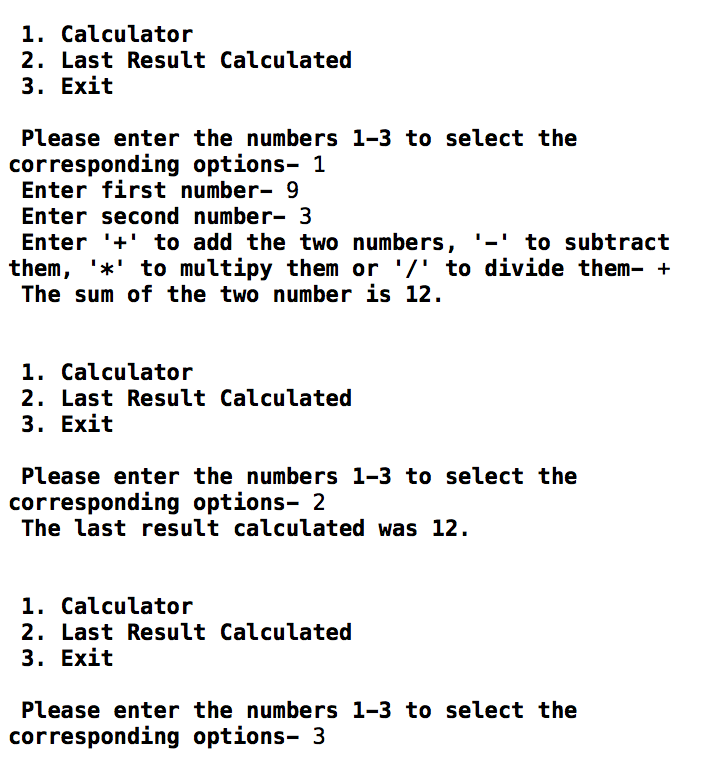 1. Calculator
2. Last Result Calculated
3. Exit
Please enter the numbers 1-3 to select the
corresponding options- 1
Enter first number- 9
Enter second number- 3
Enter '+' to add the two numbers, '-' to subtract
them, '*' to multipy them or '/' to divide them- +
The sum of the two number is 12.
1. Calculator
2. Last Result Calculated
3. Exit
Please enter the numbers 1-3 to select the
corresponding options- 2
The last result calculated was 12.
1. Calculator
2. Last Result Calculated
3. Exit
Please enter the numbers 1-3 to select the
corresponding options- 3